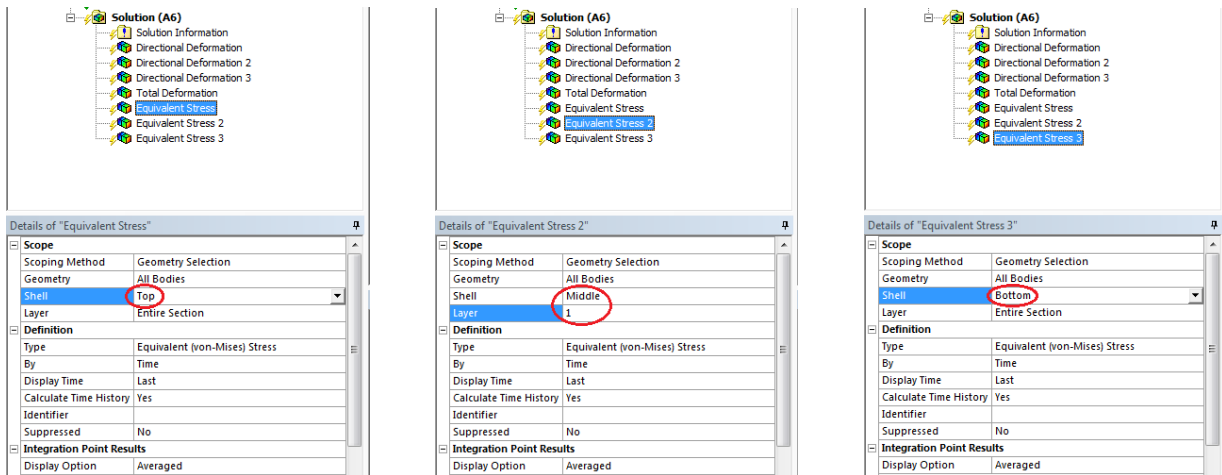 Solution (A6)
Solution Information
Directional Deformation
Directional Deformation 2
Directional Deformation 3
Total Deformation
Equivalent Stress
Equivalent Stress 2
Equivalent Stress 3
Details of "Equivalent Stress"
Scope
Scoping Method Geometry Selection
Geometry All Bodies
Shell Top
Layer Entire Section
Definition
Type Equivalent (von-Mises) Stress
By Time
Display Time Last
Calculate Time History Yes
Identifier
Suppressed No
Integration Point Results
Display Option Averaged
Solution (A6)
Solution Information
Directional Deformation
Directional Deformation 2
Directional Deformation 3
Total Deformation
Equivalent Stress
Equivalent Stress 2
Equivalent Stress 3
Details of "Equivalent Stress 2"
Scope
Scoping Method Geometry Selection
Geometry All Bodies
Shell Middle
Layer 1
Definition
Type Equivalent (von-Mises) Stress
By Time
Display Time Last
Calculate Time History Yes
Identifier
Suppressed No
Integration Point Results
Display Option Averaged
Solution (A6)
Solution Information
Directional Deformation
Directional Deformation 2
Directional Deformation 3
Total Deformation
Equivalent Stress
Equivalent Stress 2
Equivalent Stress 3
Details of "Equivalent Stress 3"
Scope
Scoping Method Geometry Selection
Geometry All Bodies
Shell Bottom
Layer Entire Section
Definition
Type Equivalent (von-Mises) Stress
By Time
Display Time Last
Calculate Time History Yes
Identifier
Suppressed No
Integration Point Results
Display Option Averaged